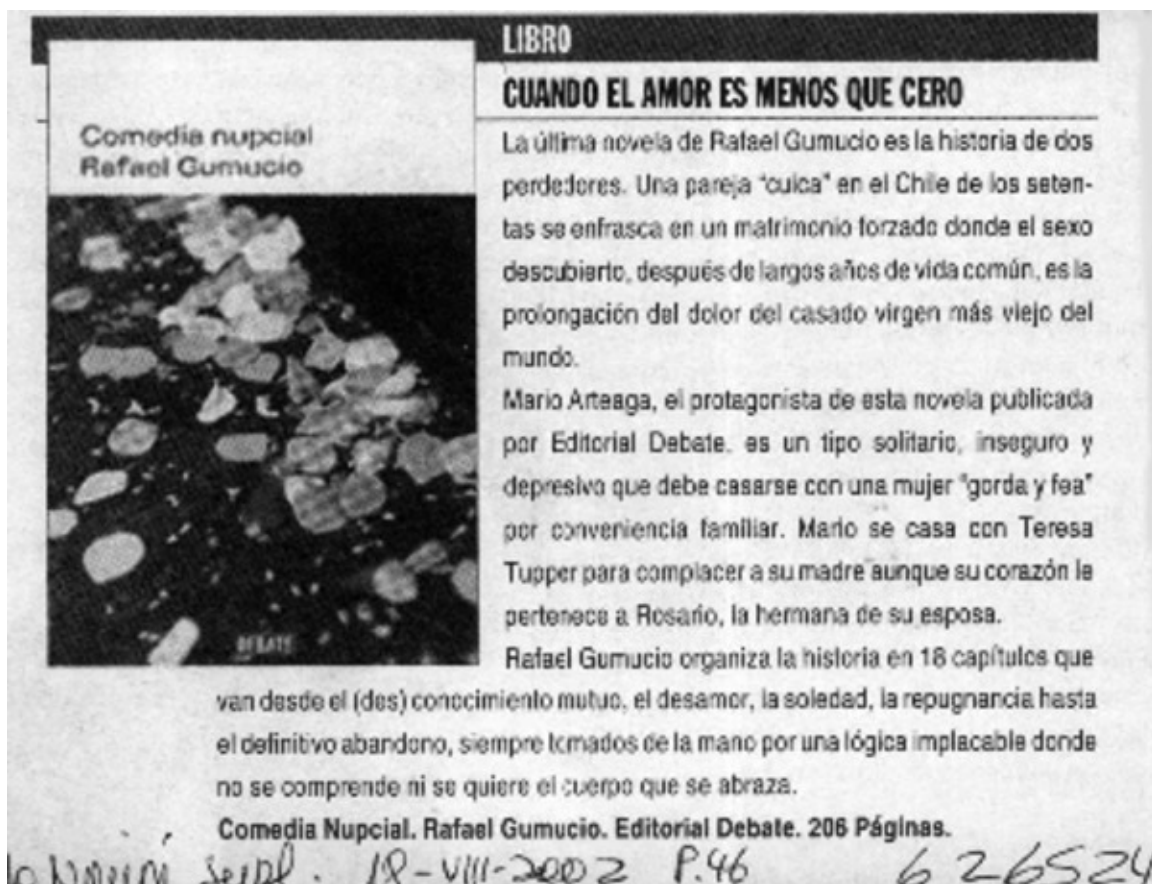 LIBRO
CUANDO EL AMOR ES MENOS QUE CERO
Comedia nupcial
Rafael Gumucio
DEBATE
La última novela de Rafael Gumucio es la historia de dos
perdedores. Una pareja "cuica" en el Chile de los seten-
tas se enfrasca en un matrimonio forzado donde el sexo
descubierto, después de largos años de vida común, es la
prolongación del dolor del casado virgen más viejo del
mundo.
Mario Arteaga, el protagonista de esta novela publicada
por Editorial Debate, es un tipo solitario, inseguro y
depresivo que debe casarse con una mujer "gorda y fea"
por conveniencia familiar. Mario se casa con Teresa
Tupper para complacer a su madre aunque su corazón le
pertenece a Rosario, la hermana de su esposa.
Rafael Gumucio organiza la historia en 18 capítulos que
van desde el (des) conocimiento mutuo, el desamor, la soledad, la repugnancia hasta
el definitivo abandono, siempre tomados de la mano por una lógica implacable donde
no se comprende ni se quiere el cuerpo que se abraza.
Comedia Nupcial. Rafael Gumucio. Editorial Debate. 206 Páginas.
18-VIII-2002 P.46 626524